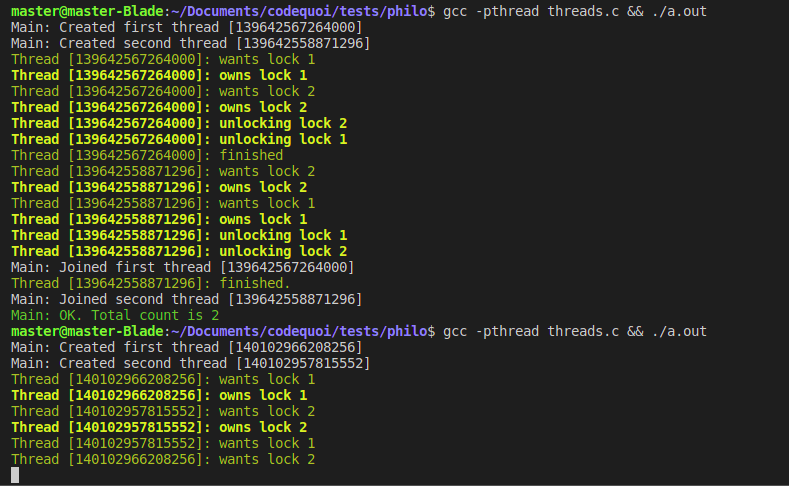 master@master-Blade:~/Documents/codequoi/tests/philo$ gcc -pthread threads.c && ./a.out
Main: Created first thread [139642567264000]
Main: Created second thread [139642558871296]
Thread [139642567264000]: wants lock 1
Thread [139642567264000]: owns lock 1
Thread [139642567264000]: wants lock 2
Thread [139642567264000]: owns lock 2
Thread [139642567264000]: unlocking lock 2
Thread [139642567264000]: unlocking lock 1
Thread [139642567264000]: finished
Thread [139642558871296]: wants lock 2
Thread [139642558871296]: owns lock 2
Thread [139642558871296]: wants lock 1
Thread [139642558871296]: owns lock 1
Thread [139642558871296]: unlocking lock 1
Thread [139642558871296]: unlocking lock 2
Main: Joined first thread [139642567264000]
Thread [139642558871296]: finished.
Main: Joined second thread [139642558871296]
Main: OK. Total count is 2
master@master-Blade:~/Documents/codequoi/tests/philo$ gcc -pthread threads.c && ./a.out
Main: Created first thread [140102966208256]
Main: Created second thread [140102957815552]
Thread [140102966208256]: wants lock 1
Thread [140102966208256]: owns lock 1
Thread [140102957815552]: wants lock 2
Thread [140102957815552]: owns lock 2
Thread [140102957815552]: wants lock 1
Thread [140102966208256]: wants lock 2